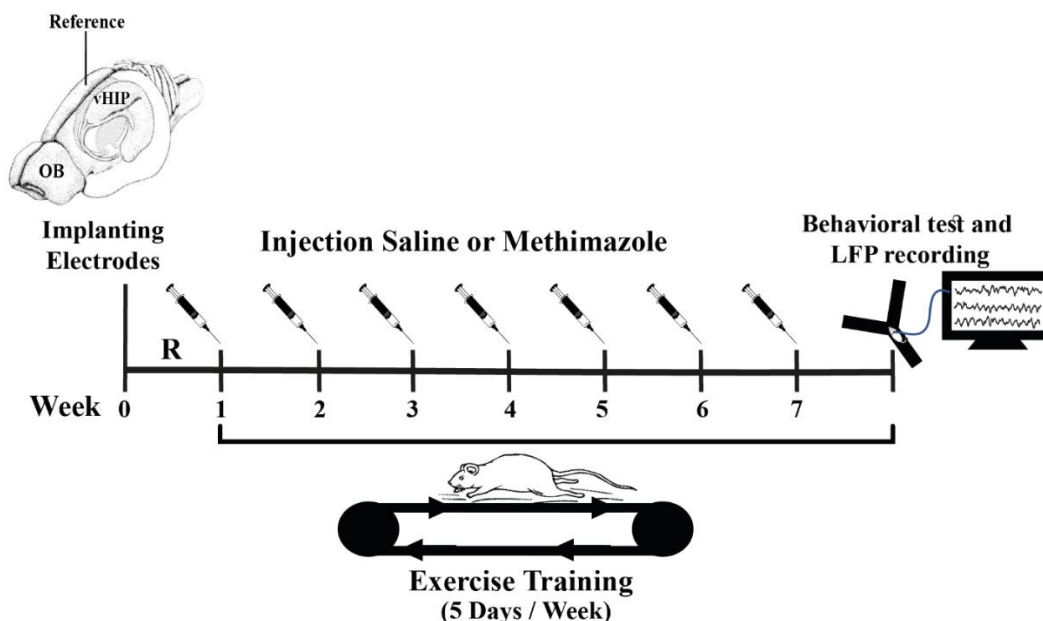 Reference
vHIP
OB
Implanting
Electrodes
Injection Saline or Methimazole
Behavioral test and
LFP recording
R
Week 0 1 2 3 4 5 6 7
Exercise Training
(5 Days / Week)